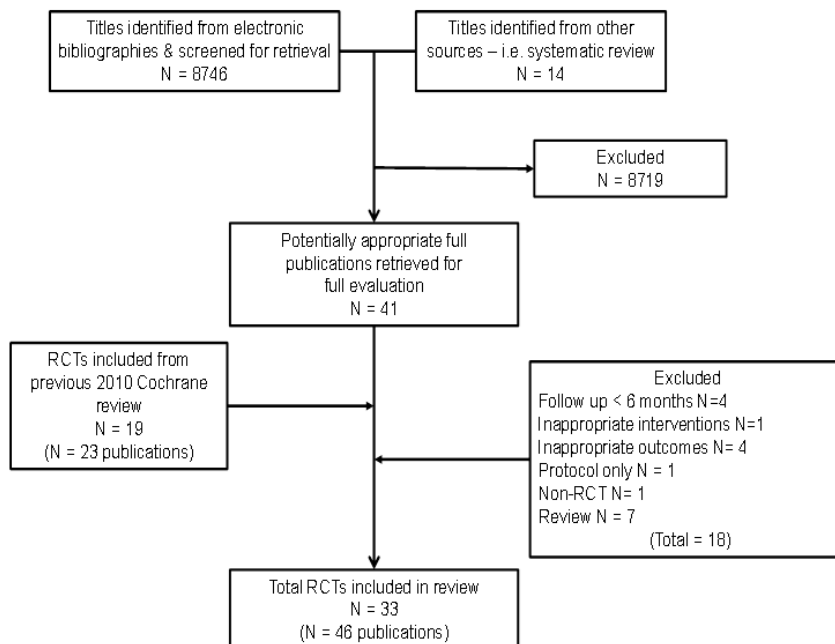 Titles identified from electronic
bibliographies & screened for retrieval
N = 8746
Titles identified from other
sources – i.e. systematic review
N = 14
Excluded
N = 8719
Potentially appropriate full
publications retrieved for
full evaluation
N = 41
RCTs included from
previous 2010 Cochrane
review
N = 19
(N = 23 publications)
Excluded
Follow up < 6 months N=4
Inappropriate interventions N=1
Inappropriate outcomes N= 4
Protocol only N = 1
Non-RCT N= 1
Review N = 7
(Total = 18)
Total RCTs included in review
N = 33
(N = 46 publications)